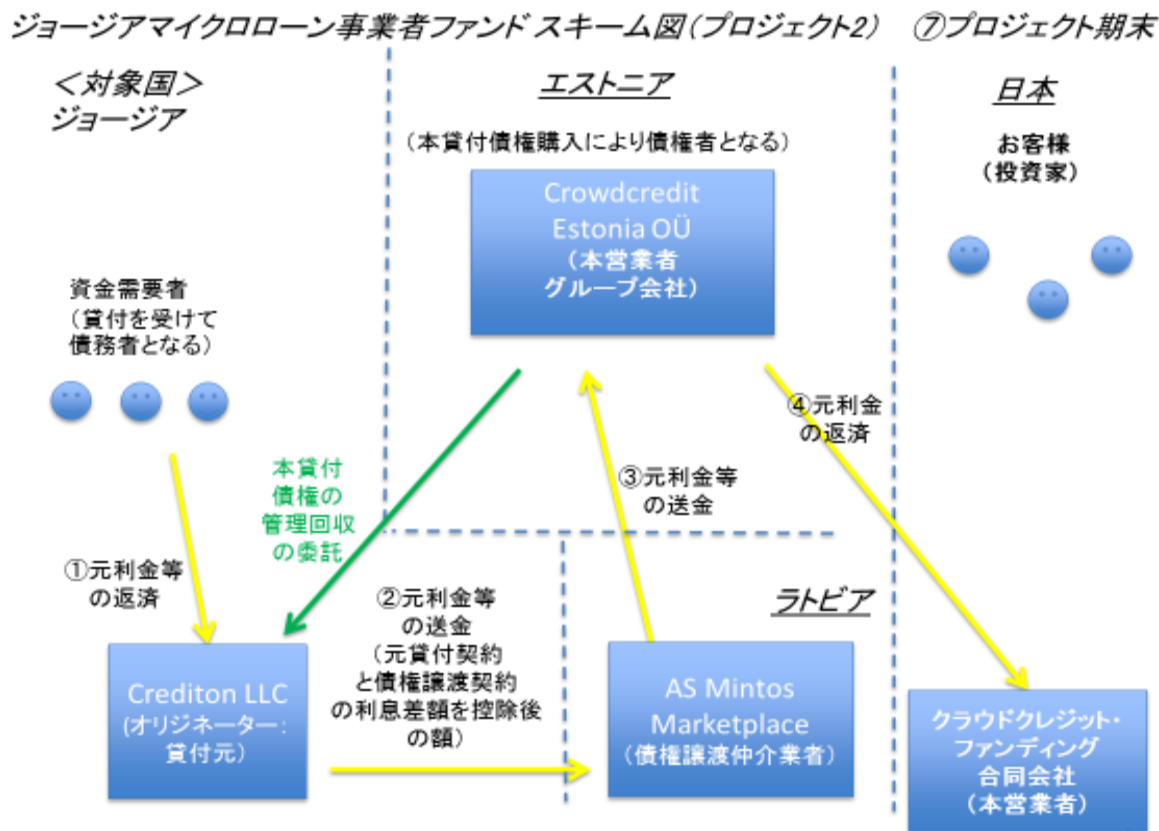 ジョージアマイクロローン事業者ファンド スキーム図(プロジェクト2) ⑦プロジェクト期末
<対象国>
ジョージア
エストニア
日本
(本貸付債権購入により債権者となる)
お客様
(投資家)
Crowdcredit
Estonia OÜ
(本営業者
グループ会社)
資金需要者
(貸付を受けて
債務者となる)
④元利金
の返済
本貸付
債権の
管理回収
の委託
③元利金等
の送金
①元利金等
の返済
②元利金等
の送金
(元貸付契約
と債権譲渡契約
の利息差額を控除後
の額)
ラトビア
Crediton LLC
(オリジネーター:
貸付元)
AS Mintos
Marketplace
(債権譲渡仲介業者)
クラウドクレジット・
ファンディング
合同会社
(本営業者)